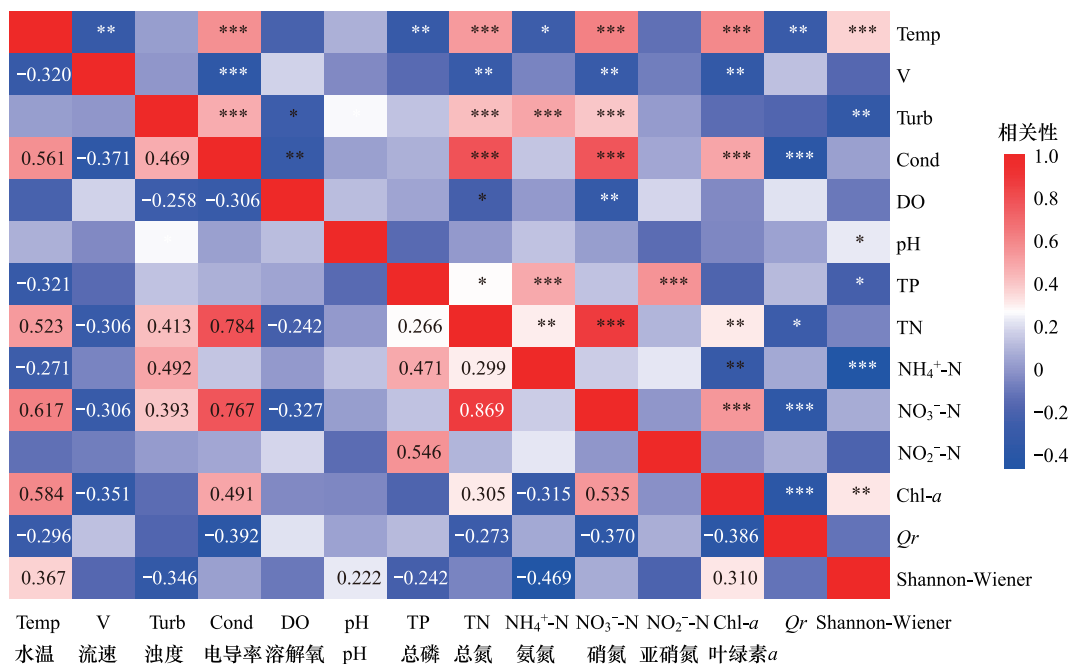 ** *** ** *** * *** *** ** *** Temp
−0.320 *** ** ** ** V
*** * * *** *** *** ** Turb
0.561 −0.371 0.469 ** *** *** *** *** Cond
−0.258 −0.306 * ** DO
* * pH
−0.321 * *** *** * TP
0.523 −0.306 0.413 0.784 −0.242 0.266 ** *** ** * TN
−0.271 0.492 0.471 0.299 ** *** NH₄⁺-N
0.617 −0.306 0.393 0.767 −0.327 0.869 *** *** NO₃⁻-N
0.546 NO₂⁻-N
0.584 −0.351 0.491 0.305 −0.315 0.535 *** ** Chl-a
−0.296 −0.392 −0.273 −0.370 −0.386 Qr
0.367 −0.346 0.222 −0.242 −0.469 0.310 Shannon-Wiener
Temp V Turb Cond DO pH TP TN NH₄⁺-N NO₃⁻-N NO₂⁻-N Chl-a Qr Shannon-Wiener
水温 流速 浊度 电导率 溶解氧 pH 总磷 总氮 氨氮 硝氮 亚硝氮 叶绿素a
相关性
1.0
0.8
0.6
0.4
0.2
0
−0.2
−0.4